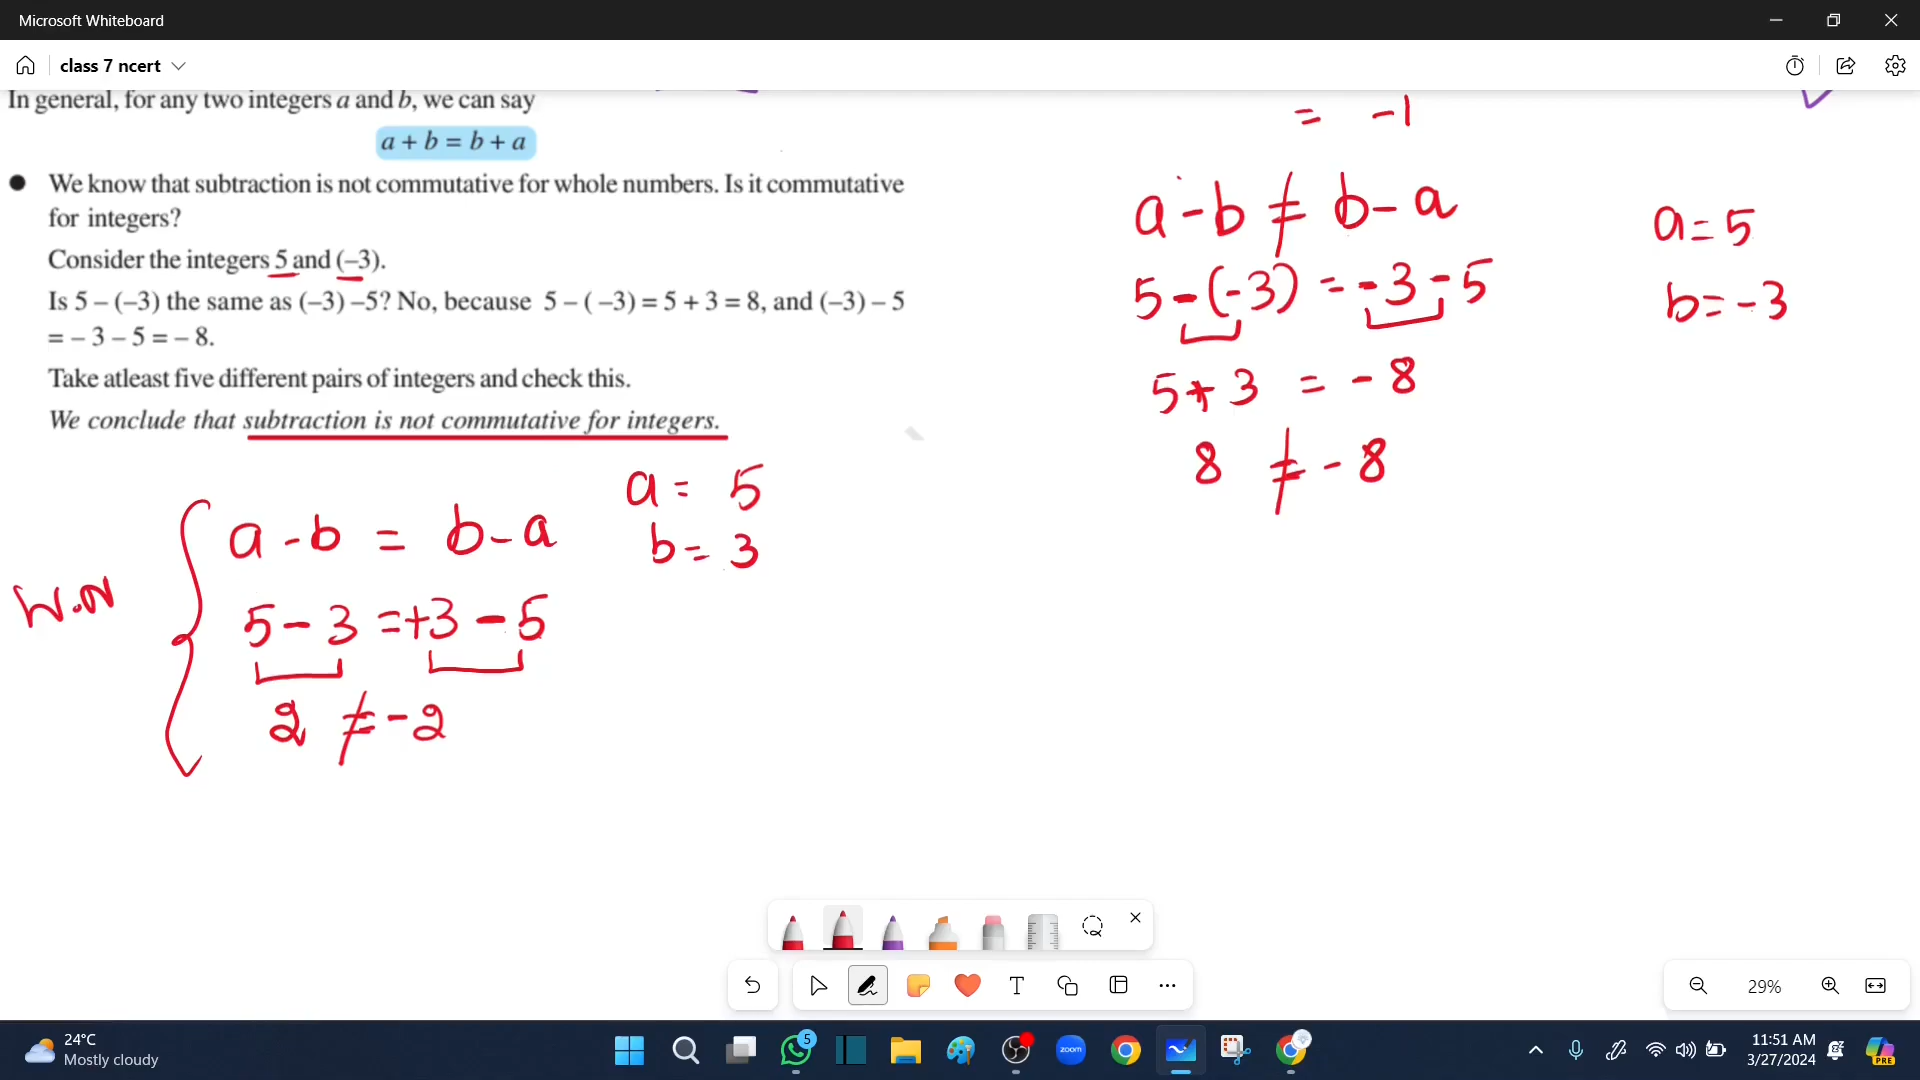 Microsoft Whiteboard
class 7 ncert
In general, for any two integers a and b, we can say
a + b = b + a
● We know that subtraction is not commutative for whole numbers. Is it commutative
for integers?
Consider the integers 5 and (–3).
Is 5 – (–3) the same as (–3) –5? No, because 5 – ( –3) = 5 + 3 = 8, and (–3) – 5
= – 3 – 5 = – 8.
Take atleast five different pairs of integers and check this.
We conclude that subtraction is not commutative for integers.
a = 5
b = 3
W.N
a - b = b - a
5 - 3 = +3 - 5
2 ≠ -2
= -1
a - b ≠ b - a
5 - (-3) = -3 - 5
5 + 3 = - 8
8 ≠ - 8
a = 5
b = -3
T
29%
24°C
Mostly cloudy
5
zoom
11:51 AM
3/27/2024
PRE